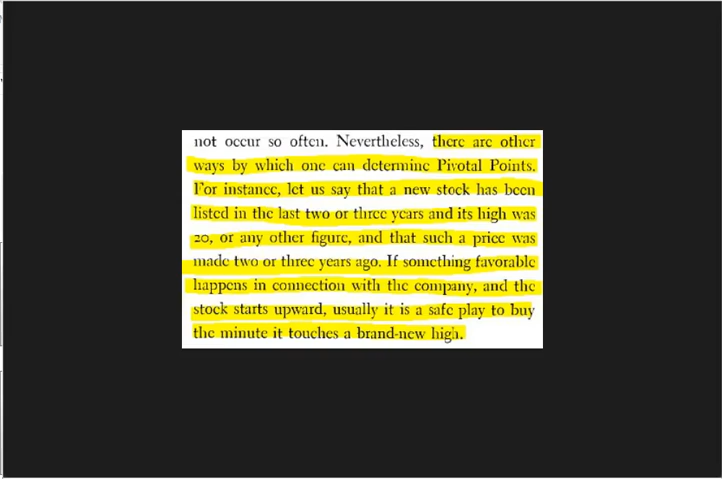 not occur so often. Nevertheless, there are other
ways by which one can determine Pivotal Points.
For instance, let us say that a new stock has been
listed in the last two or three years and its high was
20, or any other figure, and that such a price was
made two or three years ago. If something favorable
happens in connection with the company, and the
stock starts upward, usually it is a safe play to buy
the minute it touches a brand-new high.